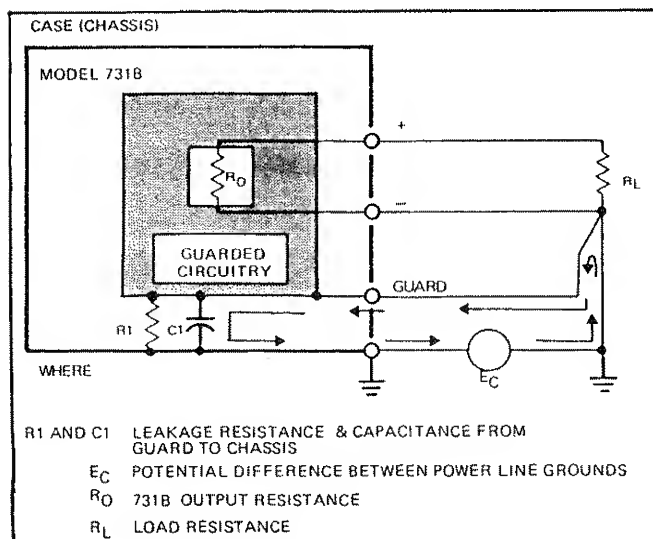 CASE (CHASSIS)
MODEL 731B
+
RO
RL
−
GUARDED
CIRCUITRY
GUARD
R1
C1
WHERE
EC
R1 AND C1 LEAKAGE RESISTANCE & CAPACITANCE FROM
GUARD TO CHASSIS
EC POTENTIAL DIFFERENCE BETWEEN POWER LINE GROUNDS
RO 731B OUTPUT RESISTANCE
RL LOAD RESISTANCE